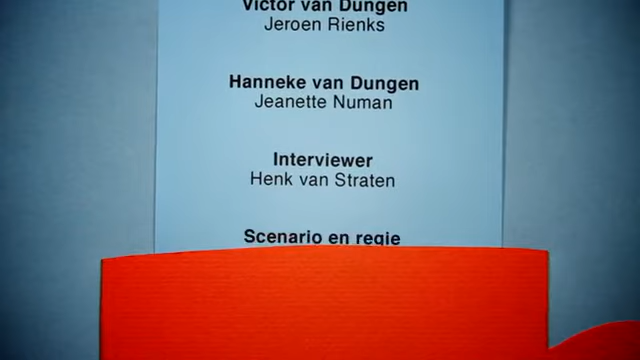 Victor van Dungen
Jeroen Rienks
Hanneke van Dungen
Jeanette Numan
Interviewer
Henk van Straten
Scenario en regie